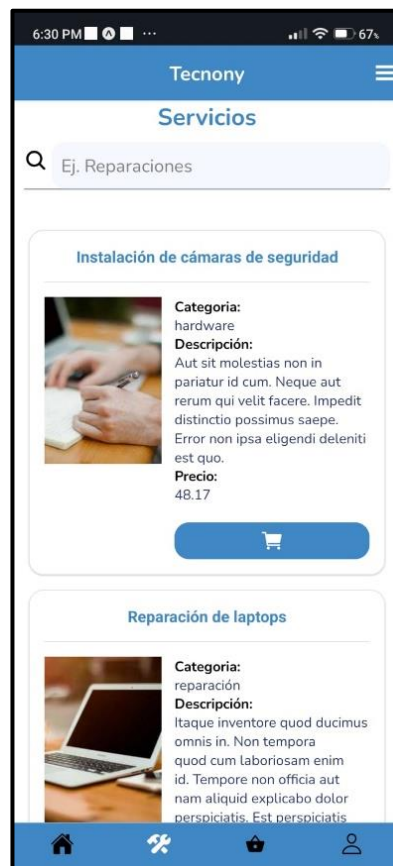 6:30 PM ... 67%
Tecnony
Servicios
Ej. Reparaciones
Instalación de cámaras de seguridad
Categoria:
hardware
Descripción:
Aut sit molestias non in
pariatur id cum. Neque aut
rerum qui velit facere. Impedit
distinctio possimus saepe.
Error non ipsa eligendi deleniti
est quo.
Precio:
48.17
Reparación de laptops
Categoria:
reparación
Descripción:
Itaque inventore quod ducimus
omnis in. Non tempora
quod cum laboriosam enim
id. Tempore non officia aut
nam aliquid explicabo dolor
perspiciatis. Est perspiciatis